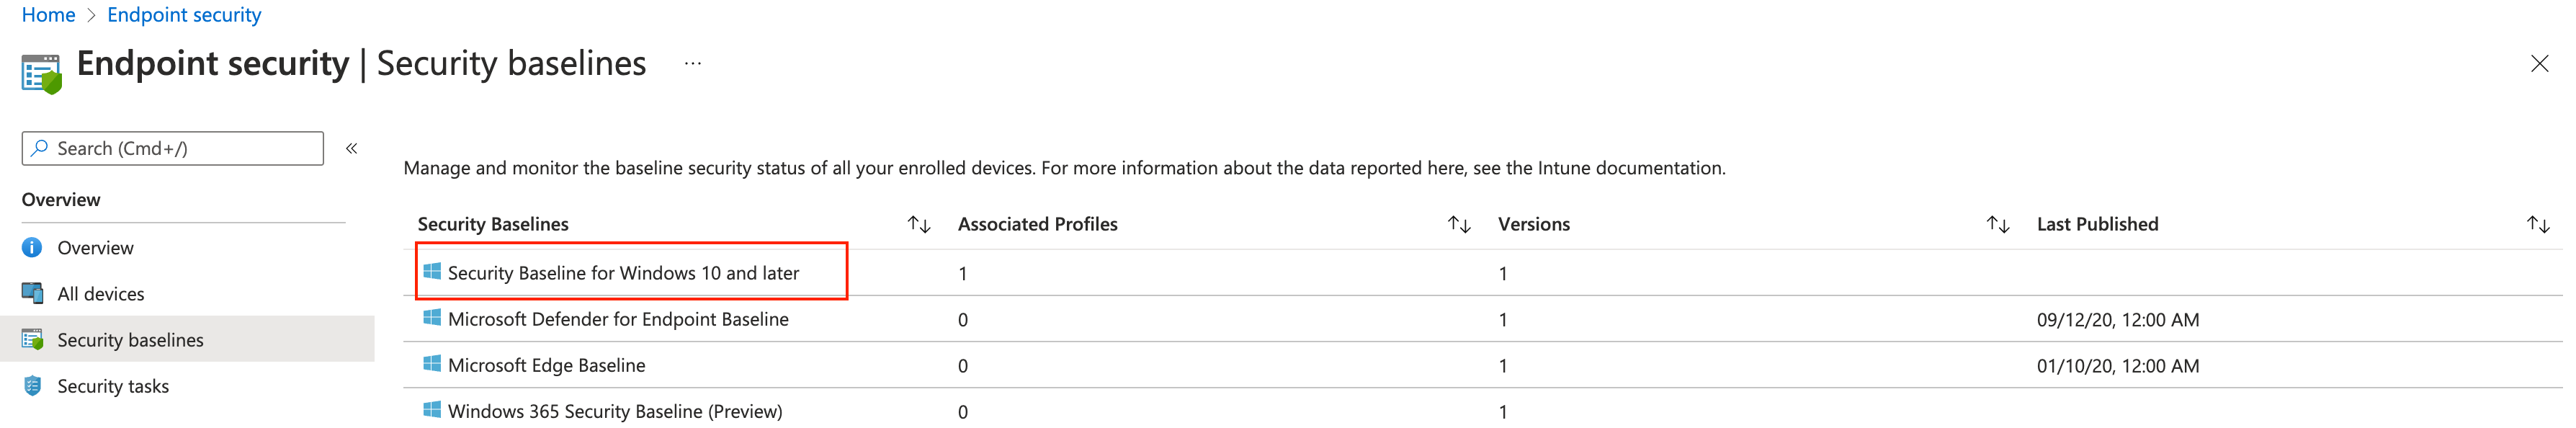 Home > Endpoint security
Endpoint security | Security baselines ...
Search (Cmd+/) «
Overview
Overview
All devices
Security baselines
Security tasks
Manage and monitor the baseline security status of all your enrolled devices. For more information about the data reported here, see the Intune documentation.
Security Baselines ↑↓ Associated Profiles ↑↓ Versions ↑↓ Last Published ↑↓
Security Baseline for Windows 10 and later 1 1
Microsoft Defender for Endpoint Baseline 0 1 09/12/20, 12:00 AM
Microsoft Edge Baseline 0 1 01/10/20, 12:00 AM
Windows 365 Security Baseline (Preview) 0 1